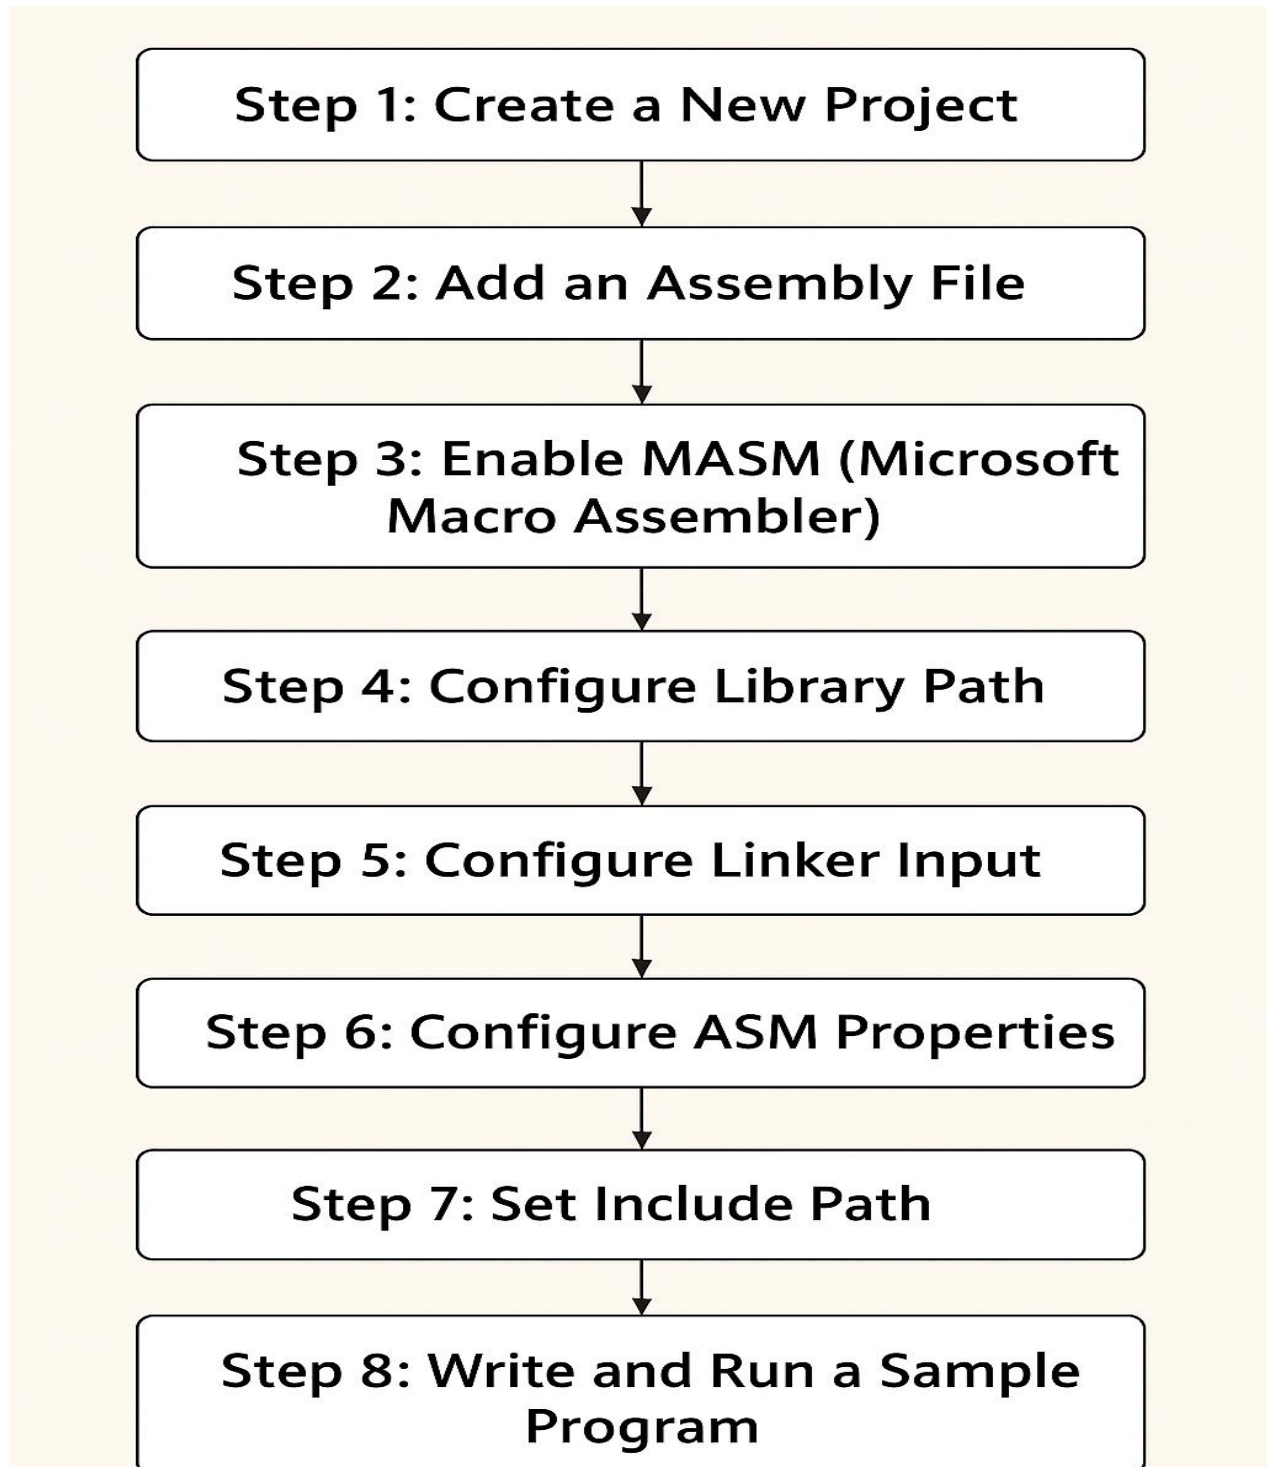 Step 1: Create a New Project
Step 2: Add an Assembly File
Step 3: Enable MASM (Microsoft
Macro Assembler)
Step 4: Configure Library Path
Step 5: Configure Linker Input
Step 6: Configure ASM Properties
Step 7: Set Include Path
Step 8: Write and Run a Sample
Program